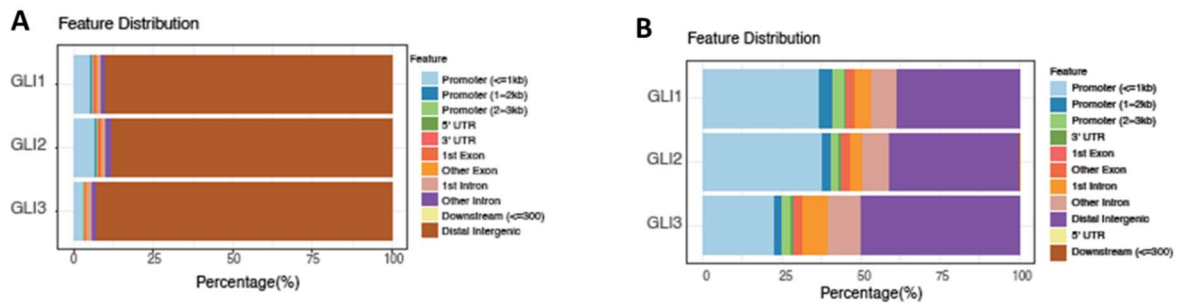 A
Feature Distribution
GLI1
GLI2
GLI3
0 25 50 75 100
Percentage(%)
Feature
Promoter (<=1kb)
Promoter (1-2kb)
Promoter (2-3kb)
5' UTR
3' UTR
1st Exon
Other Exon
1st Intron
Other Intron
Downstream (<=300)
Distal Intergenic
B
Feature Distribution
GLI1
GLI2
GLI3
0 25 50 75 100
Percentage(%)
Feature
Promoter (<=1kb)
Promoter (1-2kb)
Promoter (2-3kb)
3' UTR
1st Exon
Other Exon
1st Intron
Other Intron
Distal Intergenic
5' UTR
Downstream (<=300)